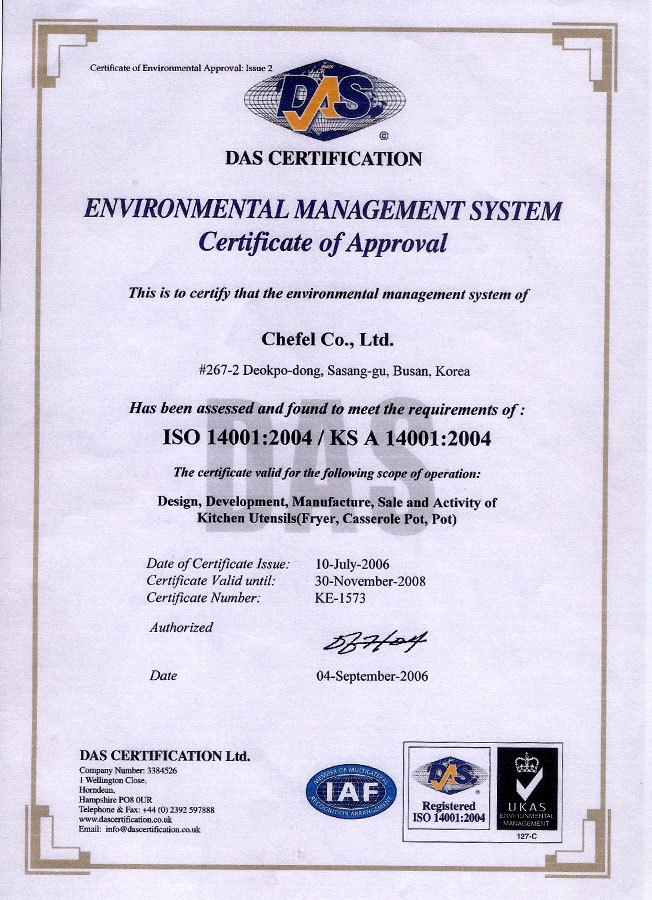 Certificate of Environmental Approval: Issue 2
DAS
©
DAS CERTIFICATION
ENVIRONMENTAL MANAGEMENT SYSTEM
Certificate of Approval
This is to certify that the environmental management system of
Chefel Co., Ltd.
#267-2 Deokpo-dong, Sasang-gu, Busan, Korea
Has been assessed and found to meet the requirements of :
DAS
ISO 14001:2004 / KS A 14001:2004
The certificate valid for the following scope of operation:
Design, Development, Manufacture, Sale and Activity of
Kitchen Utensils(Fryer, Casserole Pot, Pot)
Date of Certificate Issue: 10-July-2006
Certificate Valid until: 30-November-2008
Certificate Number: KE-1573
Authorized
Date 04-September-2006
DAS CERTIFICATION Ltd.
Company Number: 3384526
1 Wellington Close,
Horndean,
Hampshire PO8 0UR
Telephone & Fax: +44 (0) 2392 597888
www.dascertification.co.uk
Email: info@dascertification.co.uk
MEMBER OF MULTILATERAL
IAF
RECOGNITION ARRANGEMENT
DAS
Registered
ISO 14001:2004
UKAS
ENVIRONMENTAL
MANAGEMENT
127-C